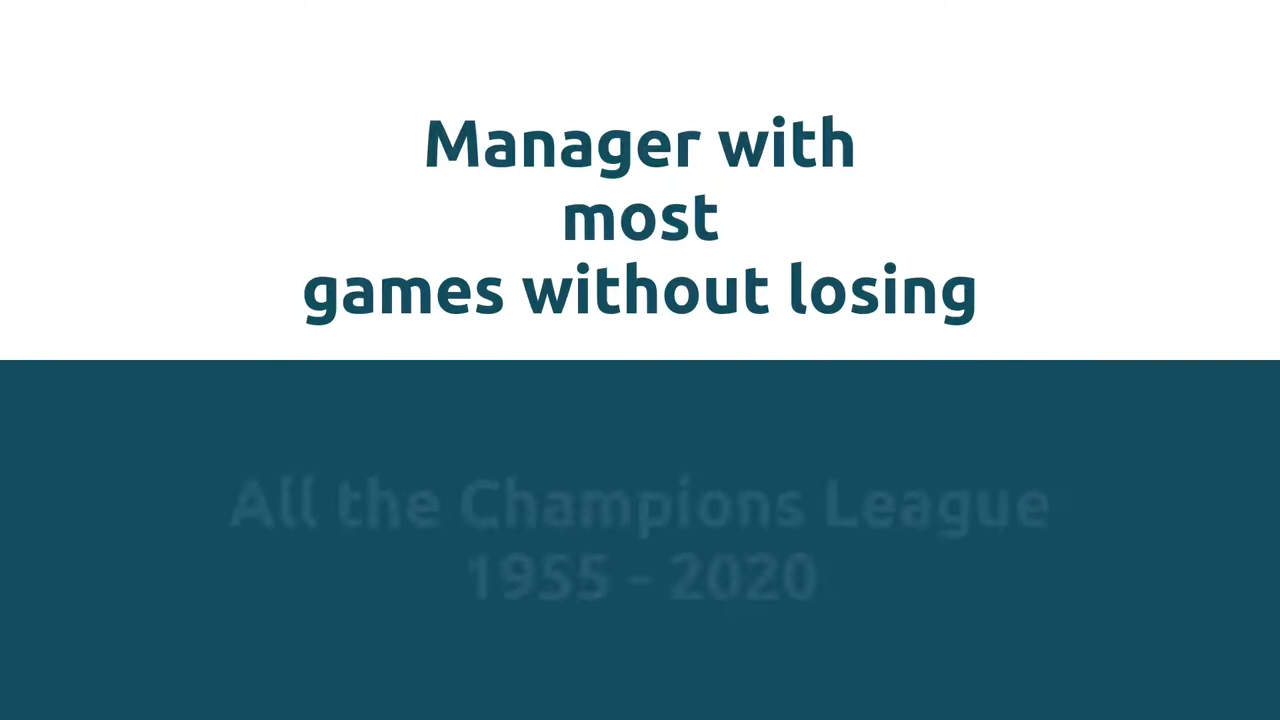 Manager with
most
games without losing
All the Champions League
1955 - 2020